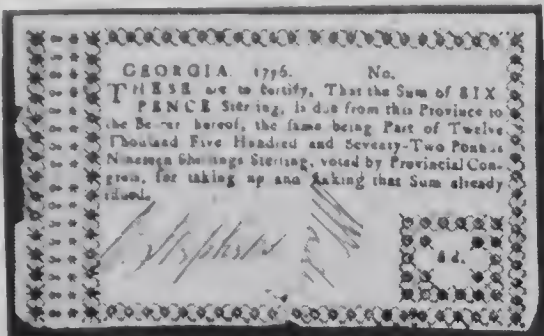 GEORGIA. 1776. No.
THESE are to certify, That the Sum of SIX
PENCE Sterling, is due from this Province to
the Bearer hereof, the same being Part of Twelve
Thousand Five Hundred and Seventy-Two Pounds
Nineteen Shillings Sterling, voted by Provincial Con-
gress, for taking up and sinking that Sum already
issued.
6d.